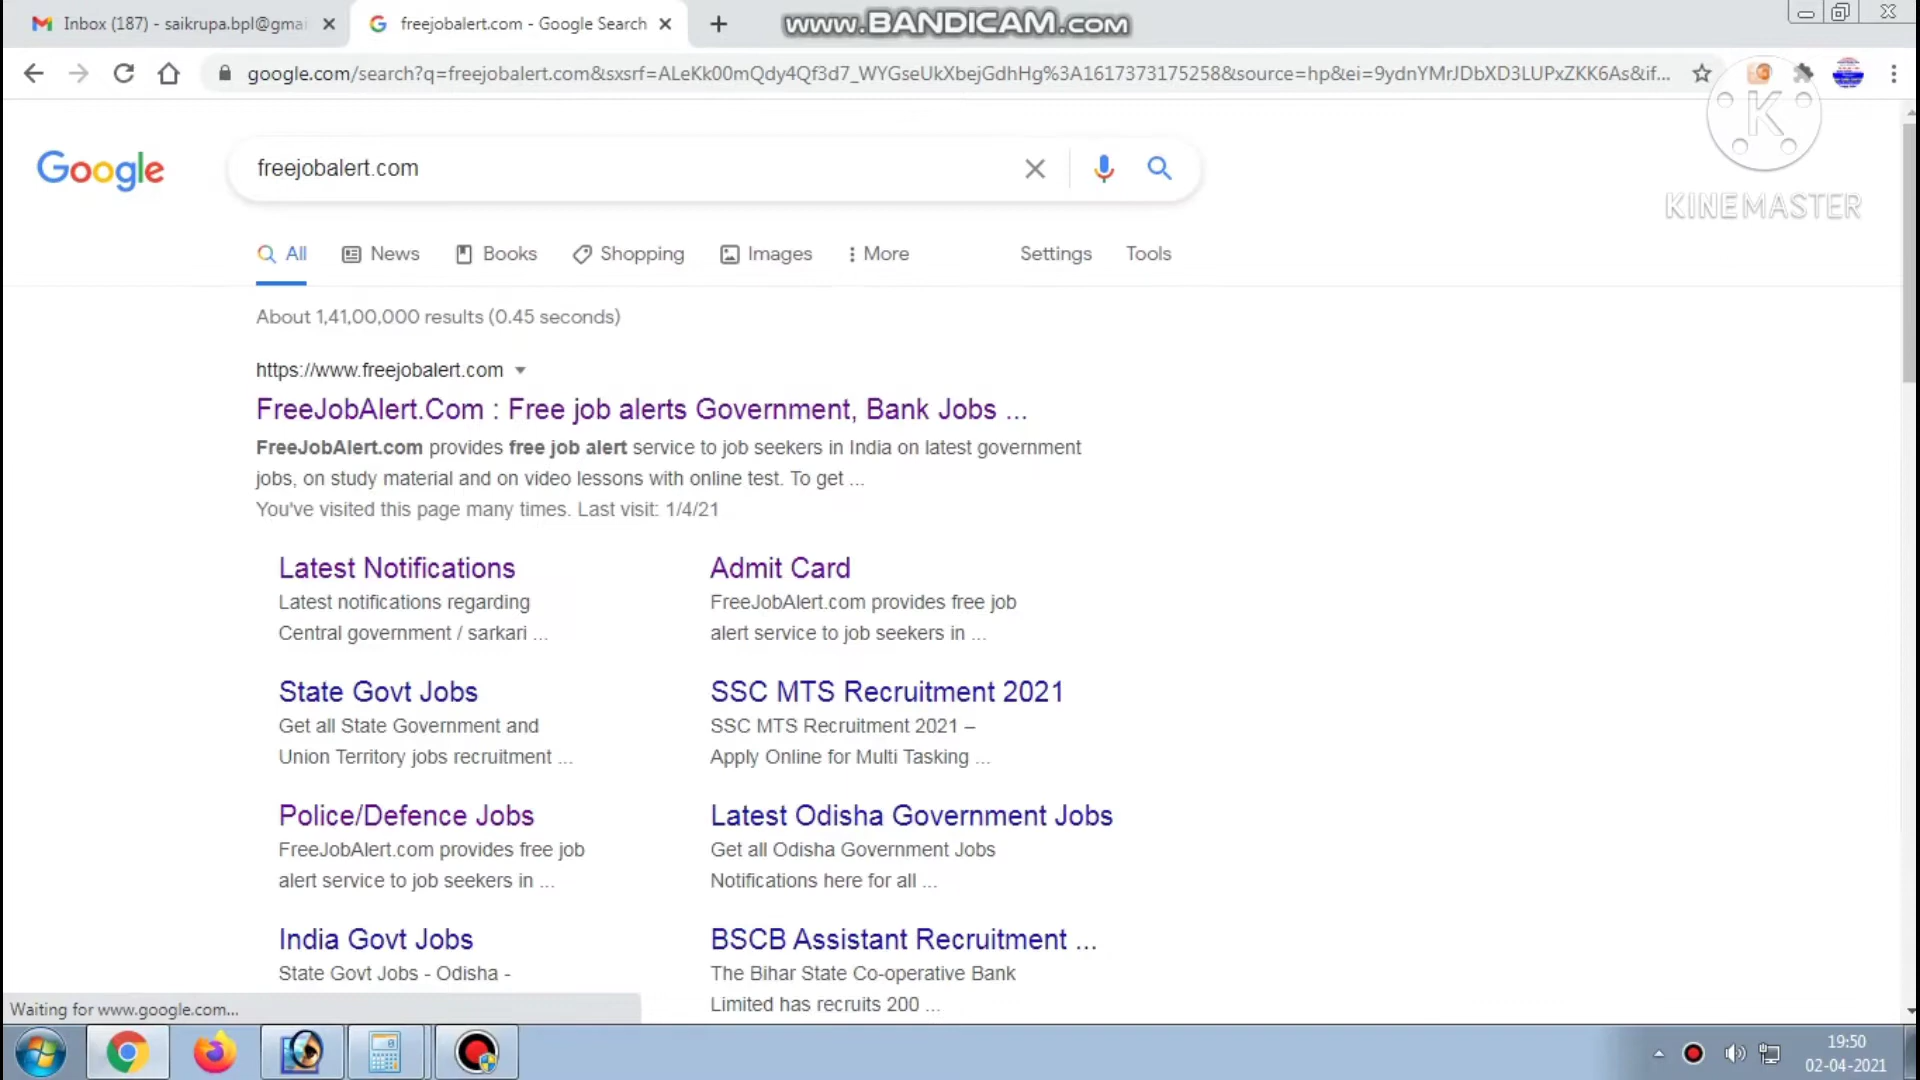 Inbox (187) - saikrupa.bpl@gmai
freejobalert.com - Google Search
www.BANDICAM.com
google.com/search?q=freejobalert.com&sxsrf=ALeKk00mQdy4Qf3d7_WYGseUkXbejGdhHg%3A1617373175258&source=hp&ei=9ydnYMrJDbXD3LUPxZKK6As&if...
K
KINEMASTER
Google
freejobalert.com
All News Books Shopping Images More Settings Tools
About 1,41,00,000 results (0.45 seconds)
https://www.freejobalert.com
FreeJobAlert.Com : Free job alerts Government, Bank Jobs ...
FreeJobAlert.com provides free job alert service to job seekers in India on latest government
jobs, on study material and on video lessons with online test. To get ...
You've visited this page many times. Last visit: 1/4/21
Latest Notifications
Latest notifications regarding
Central government / sarkari ...
Admit Card
FreeJobAlert.com provides free job
alert service to job seekers in ...
State Govt Jobs
Get all State Government and
Union Territory jobs recruitment ...
SSC MTS Recruitment 2021
SSC MTS Recruitment 2021 –
Apply Online for Multi Tasking ...
Police/Defence Jobs
FreeJobAlert.com provides free job
alert service to job seekers in ...
Latest Odisha Government Jobs
Get all Odisha Government Jobs
Notifications here for all ...
India Govt Jobs
State Govt Jobs - Odisha -
BSCB Assistant Recruitment ...
The Bihar State Co-operative Bank
Limited has recruits 200 ...
Waiting for www.google.com...
19:50
02-04-2021